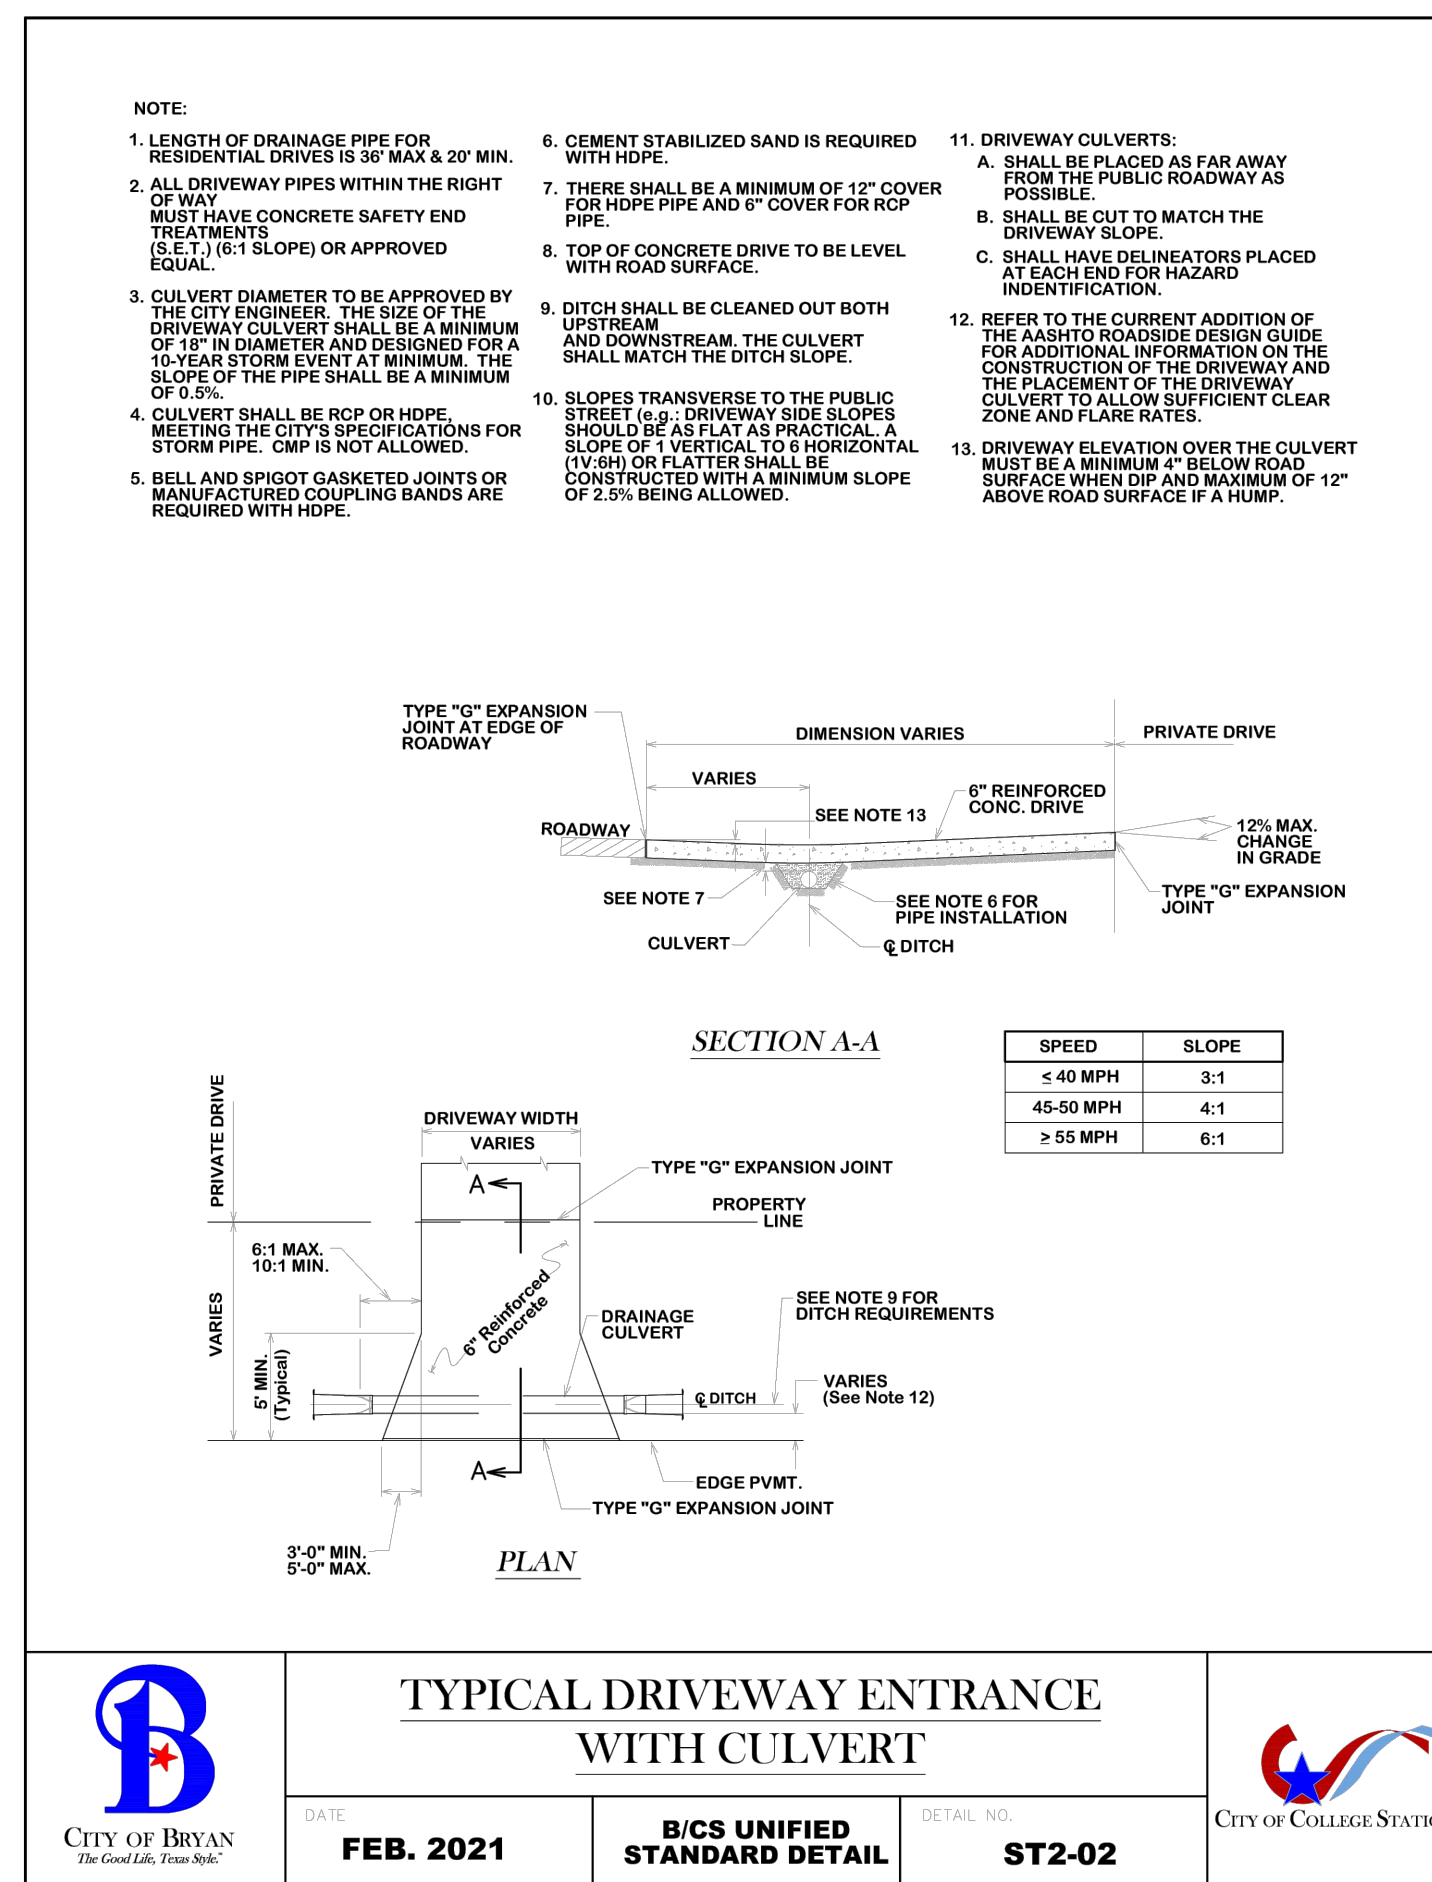 NOTE:
1. LENGTH OF DRAINAGE PIPE FOR
RESIDENTIAL DRIVES IS 36' MAX & 20' MIN.
2. ALL DRIVEWAY PIPES WITHIN THE RIGHT
OF WAY
MUST HAVE CONCRETE SAFETY END
TREATMENTS
(S.E.T.) (6:1 SLOPE) OR APPROVED
EQUAL.
3. CULVERT DIAMETER TO BE APPROVED BY
THE CITY ENGINEER. THE SIZE OF THE
DRIVEWAY CULVERT SHALL BE A MINIMUM
OF 18" IN DIAMETER AND DESIGNED FOR A
10-YEAR STORM EVENT AT MINIMUM. THE
SLOPE OF THE PIPE SHALL BE A MINIMUM
OF 0.5%.
4. CULVERT SHALL BE RCP OR HDPE,
MEETING THE CITY'S SPECIFICATIONS FOR
STORM PIPE. CMP IS NOT ALLOWED.
5. BELL AND SPIGOT GASKETED JOINTS OR
MANUFACTURED COUPLING BANDS ARE
REQUIRED WITH HDPE.
6. CEMENT STABILIZED SAND IS REQUIRED
WITH HDPE.
7. THERE SHALL BE A MINIMUM OF 12" COVER
FOR HDPE PIPE AND 6" COVER FOR RCP
PIPE.
8. TOP OF CONCRETE DRIVE TO BE LEVEL
WITH ROAD SURFACE.
9. DITCH SHALL BE CLEANED OUT BOTH
UPSTREAM
AND DOWNSTREAM. THE CULVERT
SHALL MATCH THE DITCH SLOPE.
10. SLOPES TRANSVERSE TO THE PUBLIC
STREET (e.g.: DRIVEWAY SIDE SLOPES
SHOULD BE AS FLAT AS PRACTICAL. A
SLOPE OF 1 VERTICAL TO 6 HORIZONTAL
(1V:6H) OR FLATTER SHALL BE
CONSTRUCTED WITH A MINIMUM SLOPE
OF 2.5% BEING ALLOWED.
11. DRIVEWAY CULVERTS:
A. SHALL BE PLACED AS FAR AWAY
FROM THE PUBLIC ROADWAY AS
POSSIBLE.
B. SHALL BE CUT TO MATCH THE
DRIVEWAY SLOPE.
C. SHALL HAVE DELINEATORS PLACED
AT EACH END FOR HAZARD
INDENTIFICATION.
12. REFER TO THE CURRENT ADDITION OF
THE AASHTO ROADSIDE DESIGN GUIDE
FOR ADDITIONAL INFORMATION ON THE
CONSTRUCTION OF THE DRIVEWAY AND
THE PLACEMENT OF THE DRIVEWAY
CULVERT TO ALLOW SUFFICIENT CLEAR
ZONE AND FLARE RATES.
13. DRIVEWAY ELEVATION OVER THE CULVERT
MUST BE A MINIMUM 4" BELOW ROAD
SURFACE WHEN DIP AND MAXIMUM OF 12"
ABOVE ROAD SURFACE IF A HUMP.
TYPE "G" EXPANSION
JOINT AT EDGE OF
ROADWAY
DIMENSION VARIES
PRIVATE DRIVE
VARIES
6" REINFORCED
CONC. DRIVE
SEE NOTE 13
ROADWAY
12% MAX.
CHANGE
IN GRADE
SEE NOTE 7
SEE NOTE 6 FOR
PIPE INSTALLATION
TYPE "G" EXPANSION
JOINT
CULVERT
℄ DITCH
SECTION A-A
SPEED SLOPE
≤ 40 MPH 3:1
45-50 MPH 4:1
≥ 55 MPH 6:1
PRIVATE DRIVE
DRIVEWAY WIDTH
VARIES
A
TYPE "G" EXPANSION JOINT
PROPERTY
LINE
6:1 MAX.
10:1 MIN.
VARIES
6" Reinforced
Concrete
DRAINAGE
CULVERT
SEE NOTE 9 FOR
DITCH REQUIREMENTS
5' MIN.
(Typical)
℄ DITCH
VARIES
(See Note 12)
A
EDGE PVMT.
TYPE "G" EXPANSION JOINT
3'-0" MIN.
5'-0" MAX.
PLAN
B
CITY OF BRYAN
The Good Life, Texas Style.™
TYPICAL DRIVEWAY ENTRANCE
WITH CULVERT
DATE
FEB. 2021
B/CS UNIFIED
STANDARD DETAIL
DETAIL NO.
ST2-02
CITY OF COLLEGE STATIO